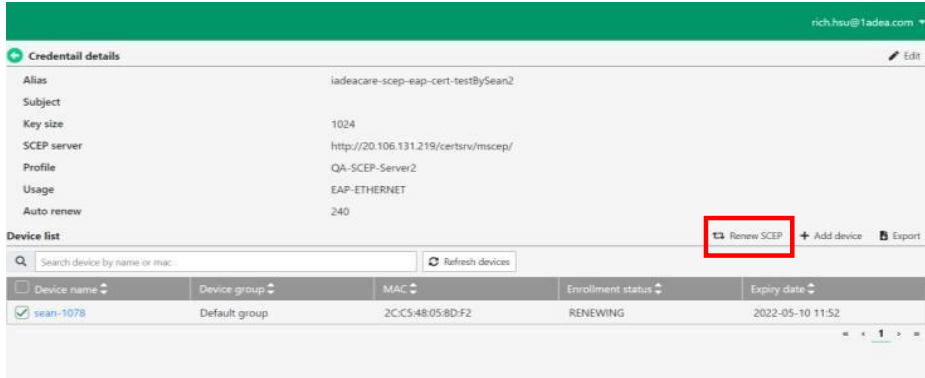 rich.hsu@1adea.com
Credentail details
Edit
Alias iadeacare-scep-eap-cert-testBySean2
Subject
Key size 1024
SCEP server http://20.106.131.219/certsrv/mscep/
Profile QA-SCEP-Server2
Usage EAP-ETHERNET
Auto renew 240
Device list Renew SCEP + Add device Export
Search device by name or mac Refresh devices
Device name Device group MAC Enrollment status Expiry date
sean-1078 Default group 2C:C5:48:05:8D:F2 RENEWING 2022-05-10 11:52
« ‹ 1 › »